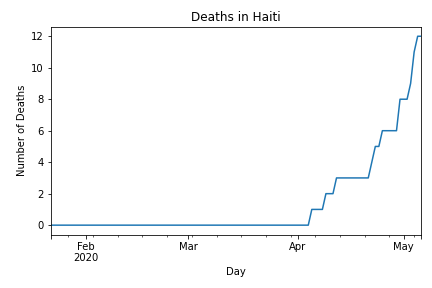 Deaths in Haiti
12
10
8
6
4
2
0
Number of Deaths
Feb
2020
Mar
Apr
May
Day